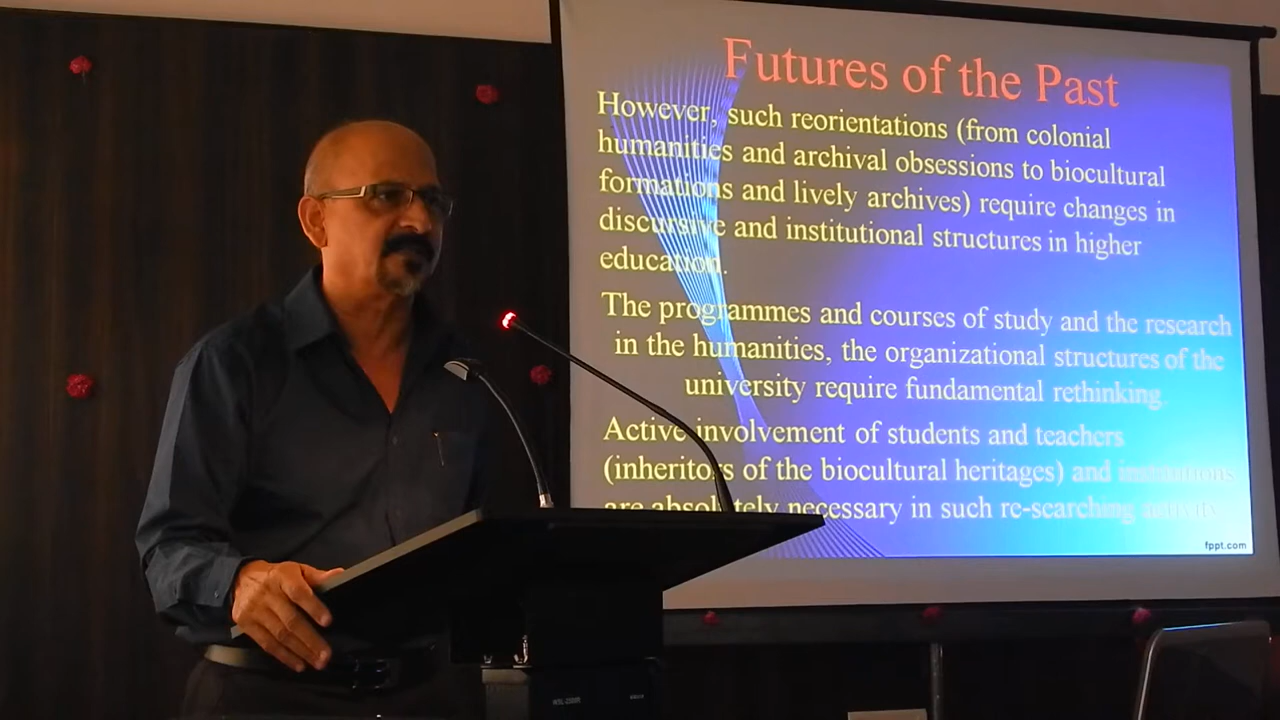 Futures of the Past
However, such reorientations (from colonial
humanities and archival obsessions to biocultural
formations and lively archives) require changes in
discursive and institutional structures in higher
education.
The programmes and courses of study and the research
in the humanities, the organizational structures of the
university require fundamental rethinking.
Active involvement of students and teachers
(inheritors of the biocultural heritages) and institutions
are absolutely necessary in such re-searching activity.
fppt.com